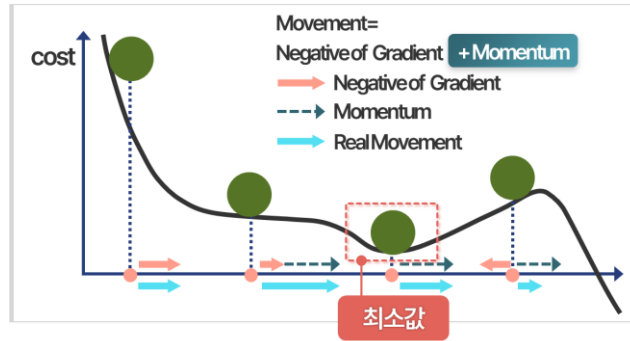 Movement=
cost
Negative of Gradient + Momentum
Negative of Gradient
Momentum
Real Movement
최소값